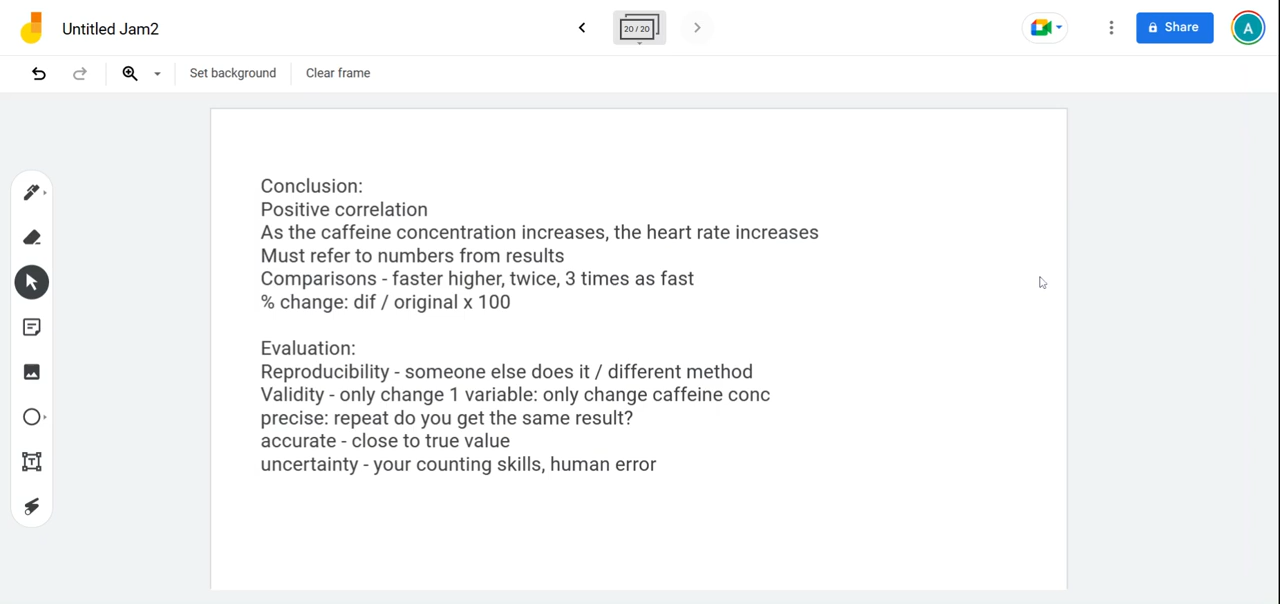 Untitled Jam2
20 / 20
Share
A
Set background
Clear frame
Conclusion:
Positive correlation
As the caffeine concentration increases, the heart rate increases
Must refer to numbers from results
Comparisons - faster higher, twice, 3 times as fast
% change: dif / original x 100
Evaluation:
Reproducibility - someone else does it / different method
Validity - only change 1 variable: only change caffeine conc
precise: repeat do you get the same result?
accurate - close to true value
uncertainty - your counting skills, human error